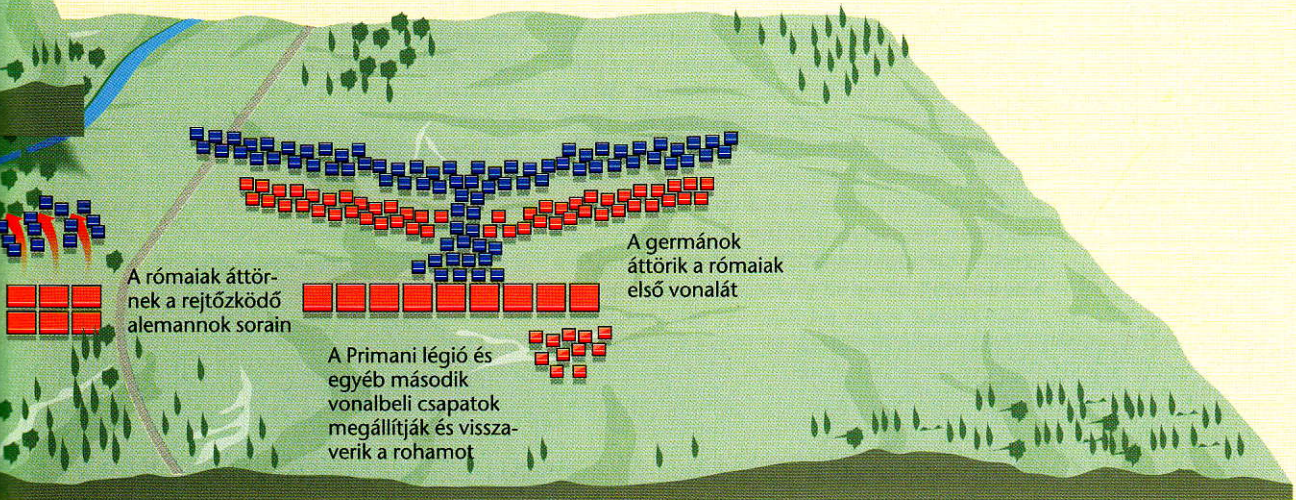 A rómaiak áttör-
nek a rejtőzködő
alemannok sorain
A germánok
áttörik a rómaiak
első vonalát
A Primani légió és
egyéb második
vonalbeli csapatok
megállítják és vissza-
verik a rohamot